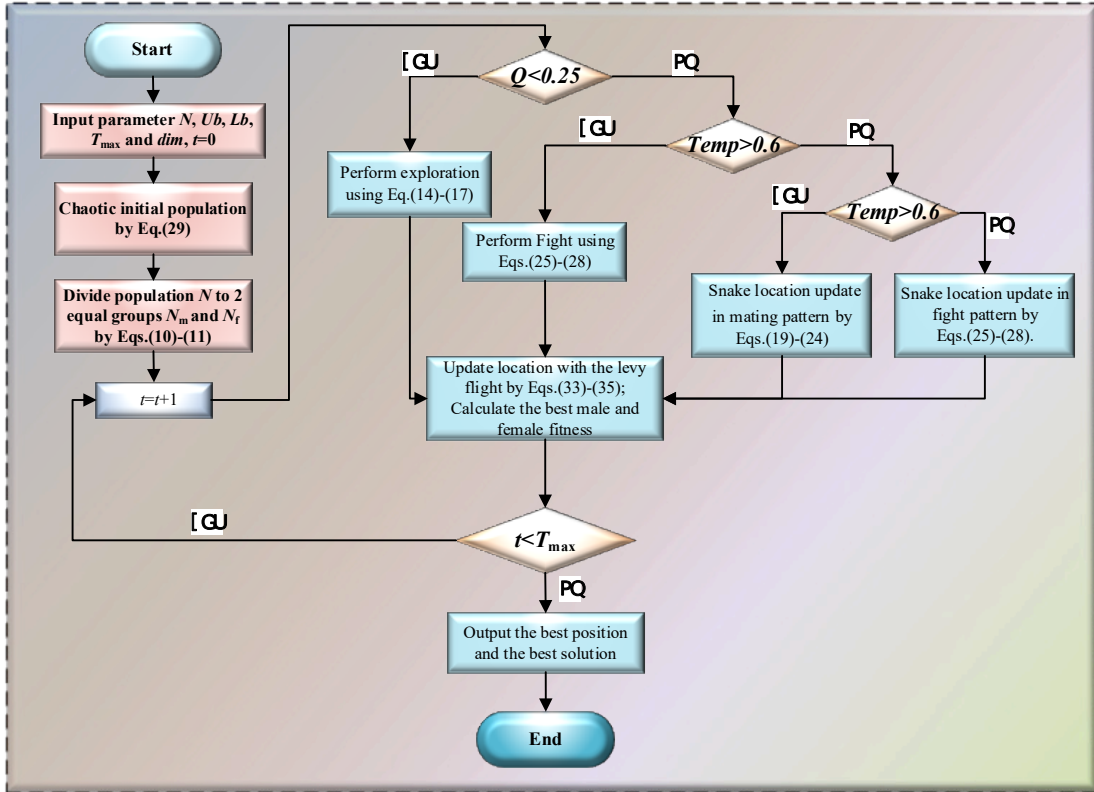 Start
Input parameter N, Ub, Lb,
Tmax and dim, t=0
Chaotic initial population
by Eq.(29)
Divide population N to 2
equal groups Nm and Nf
by Eqs.(10)-(11)
t=t+1
Q<0.25
[GU
PQ
Perform exploration
using Eq.(14)-(17)
Temp>0.6
[GU
PQ
Perform Fight using
Eqs.(25)-(28)
Temp>0.6
[GU
PQ
Snake location update
in mating pattern by
Eqs.(19)-(24)
Snake location update in
fight pattern by
Eqs.(25)-(28).
Update location with the levy
flight by Eqs.(33)-(35);
Calculate the best male and
female fitness
t<Tmax
[GU
PQ
Output the best position
and the best solution
End